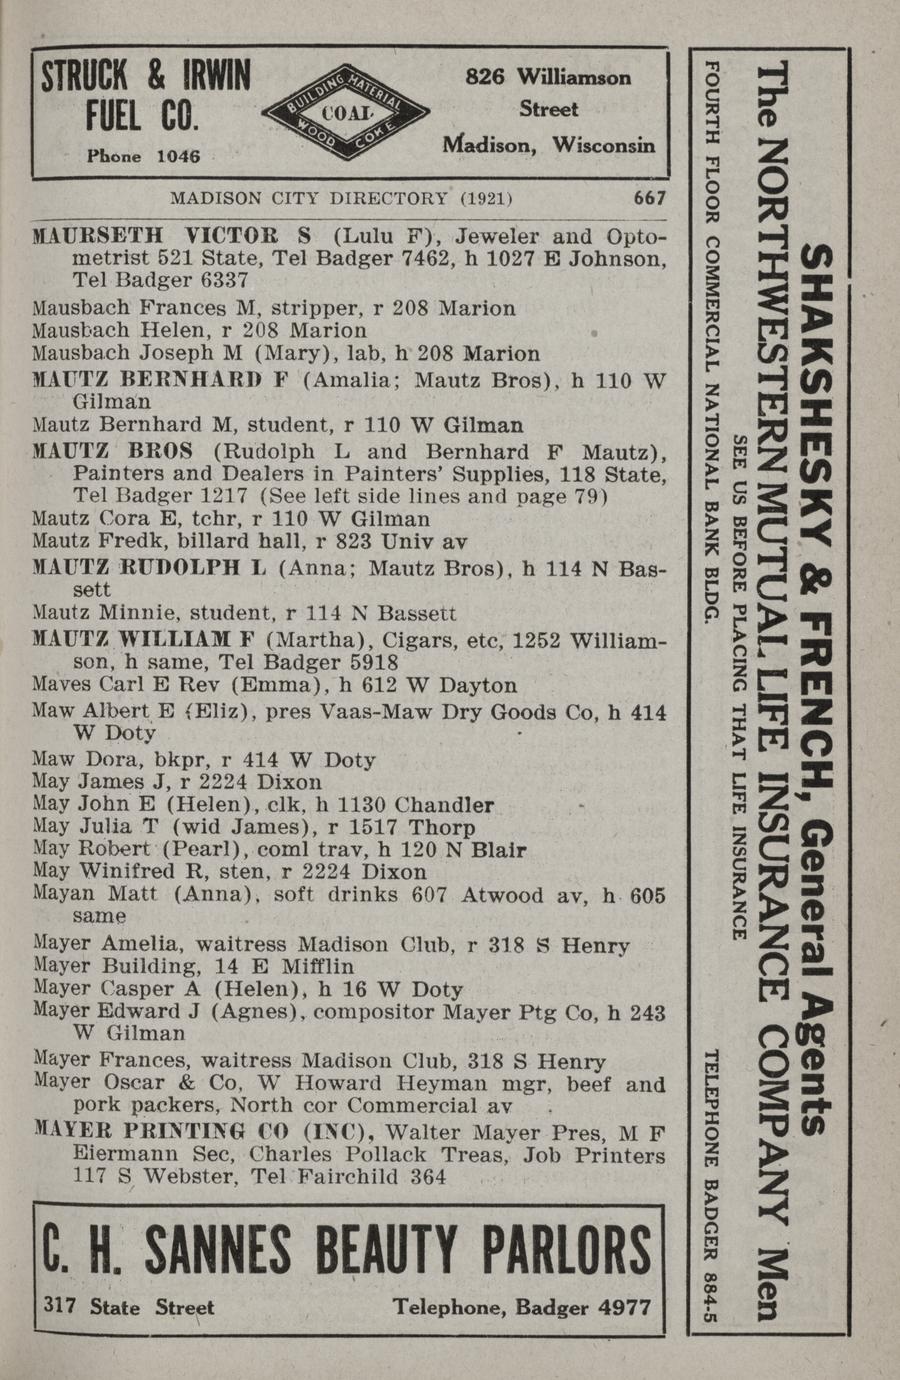 STRUCK & IRWIN
FUEL CO.
Phone 1046
BUILDING MATERIAL
COAL
WOOD COKE
826 Williamson
Street
Madison, Wisconsin
MADISON CITY DIRECTORY (1921) 667
MAURSETH VICTOR S (Lulu F), Jeweler and Opto-
metrist 521 State, Tel Badger 7462, h 1027 E Johnson,
Tel Badger 6337
Mausbach Frances M, stripper, r 208 Marion
Mausbach Helen, r 208 Marion
Mausbach Joseph M (Mary), lab, h 208 Marion
MAUTZ BERNHARD F (Amalia; Mautz Bros), h 110 W
Gilman
Mautz Bernhard M, student, r 110 W Gilman
MAUTZ BROS (Rudolph L and Bernhard F Mautz),
Painters and Dealers in Painters' Supplies, 118 State,
Tel Badger 1217 (See left side lines and page 79)
Mautz Cora E, tchr, r 110 W Gilman
Mautz Fredk, billard hall, r 823 Univ av
MAUTZ RUDOLPH L (Anna; Mautz Bros), h 114 N Bas-
sett
Mautz Minnie, student, r 114 N Bassett
MAUTZ WILLIAM F (Martha), Cigars, etc, 1252 William-
son, h same, Tel Badger 5918
Maves Carl E Rev (Emma), h 612 W Dayton
Maw Albert E (Eliz), pres Vaas-Maw Dry Goods Co, h 414
W Doty
Maw Dora, bkpr, r 414 W Doty
May James J, r 2224 Dixon
May John E (Helen), clk, h 1130 Chandler
May Julia T (wid James), r 1517 Thorp
May Robert (Pearl), coml trav, h 120 N Blair
May Winifred R, sten, r 2224 Dixon
Mayan Matt (Anna), soft drinks 607 Atwood av, h 605
same
Mayer Amelia, waitress Madison Club, r 318 S Henry
Mayer Building, 14 E Mifflin
Mayer Casper A (Helen), h 16 W Doty
Mayer Edward J (Agnes), compositor Mayer Ptg Co, h 243
W Gilman
Mayer Frances, waitress Madison Club, 318 S Henry
Mayer Oscar & Co, W Howard Heyman mgr, beef and
pork packers, North cor Commercial av
MAYER PRINTING CO (INC), Walter Mayer Pres, M F
Eiermann Sec, Charles Pollack Treas, Job Printers
117 S Webster, Tel Fairchild 364
C. H. SANNES BEAUTY PARLORS
317 State Street Telephone, Badger 4977
SHAKSHESKY & FRENCH, General Agents
The NORTHWESTERN MUTUAL LIFE INSURANCE COMPANY Men
SEE US BEFORE PLACING THAT LIFE INSURANCE
FOURTH FLOOR COMMERCIAL NATIONAL BANK BLDG. TELEPHONE BADGER 884-5